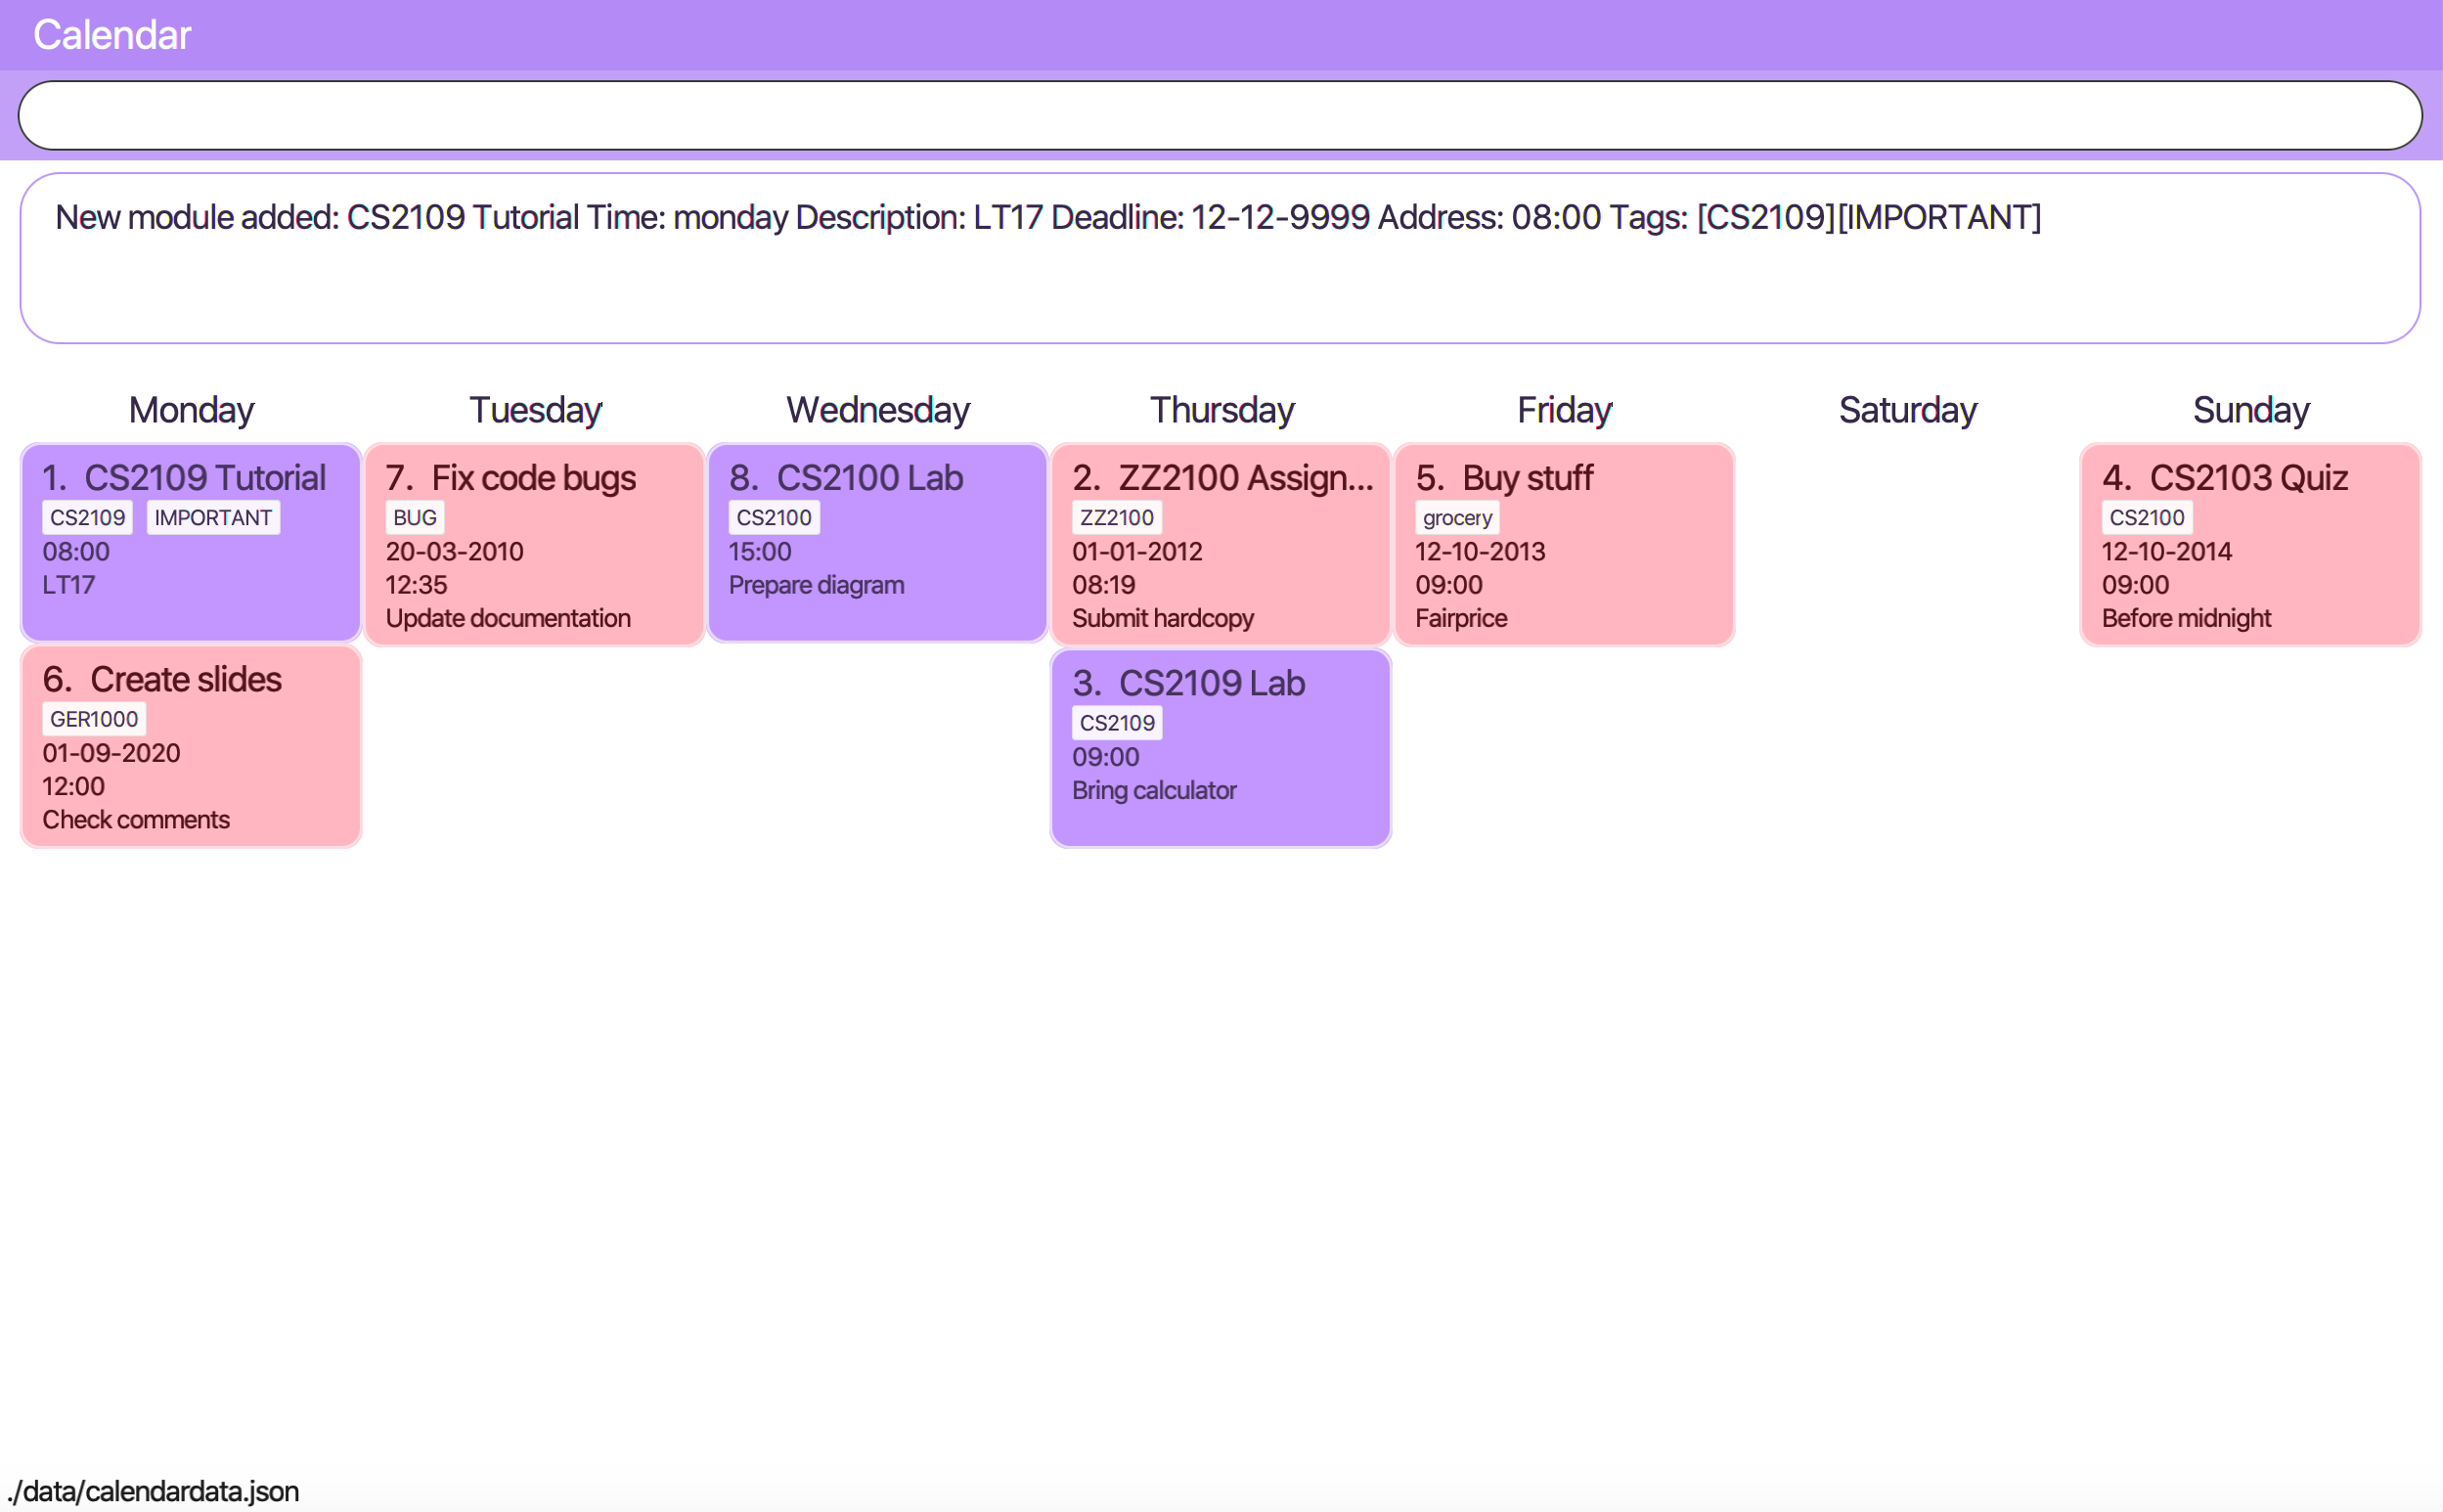 Calendar
New module added: CS2109 Tutorial Time: monday Description: LT17 Deadline: 12-12-9999 Address: 08:00 Tags: [CS2109][IMPORTANT]
Monday
1. CS2109 Tutorial
CS2109 IMPORTANT
08:00
LT17
6. Create slides
GER1000
01-09-2020
12:00
Check comments
Tuesday
7. Fix code bugs
BUG
20-03-2010
12:35
Update documentation
Wednesday
8. CS2100 Lab
CS2100
15:00
Prepare diagram
Thursday
2. ZZ2100 Assign...
ZZ2100
01-01-2012
08:19
Submit hardcopy
3. CS2109 Lab
CS2109
09:00
Bring calculator
Friday
5. Buy stuff
grocery
12-10-2013
09:00
Fairprice
Saturday
Sunday
4. CS2103 Quiz
CS2100
12-10-2014
09:00
Before midnight
./data/calendardata.json